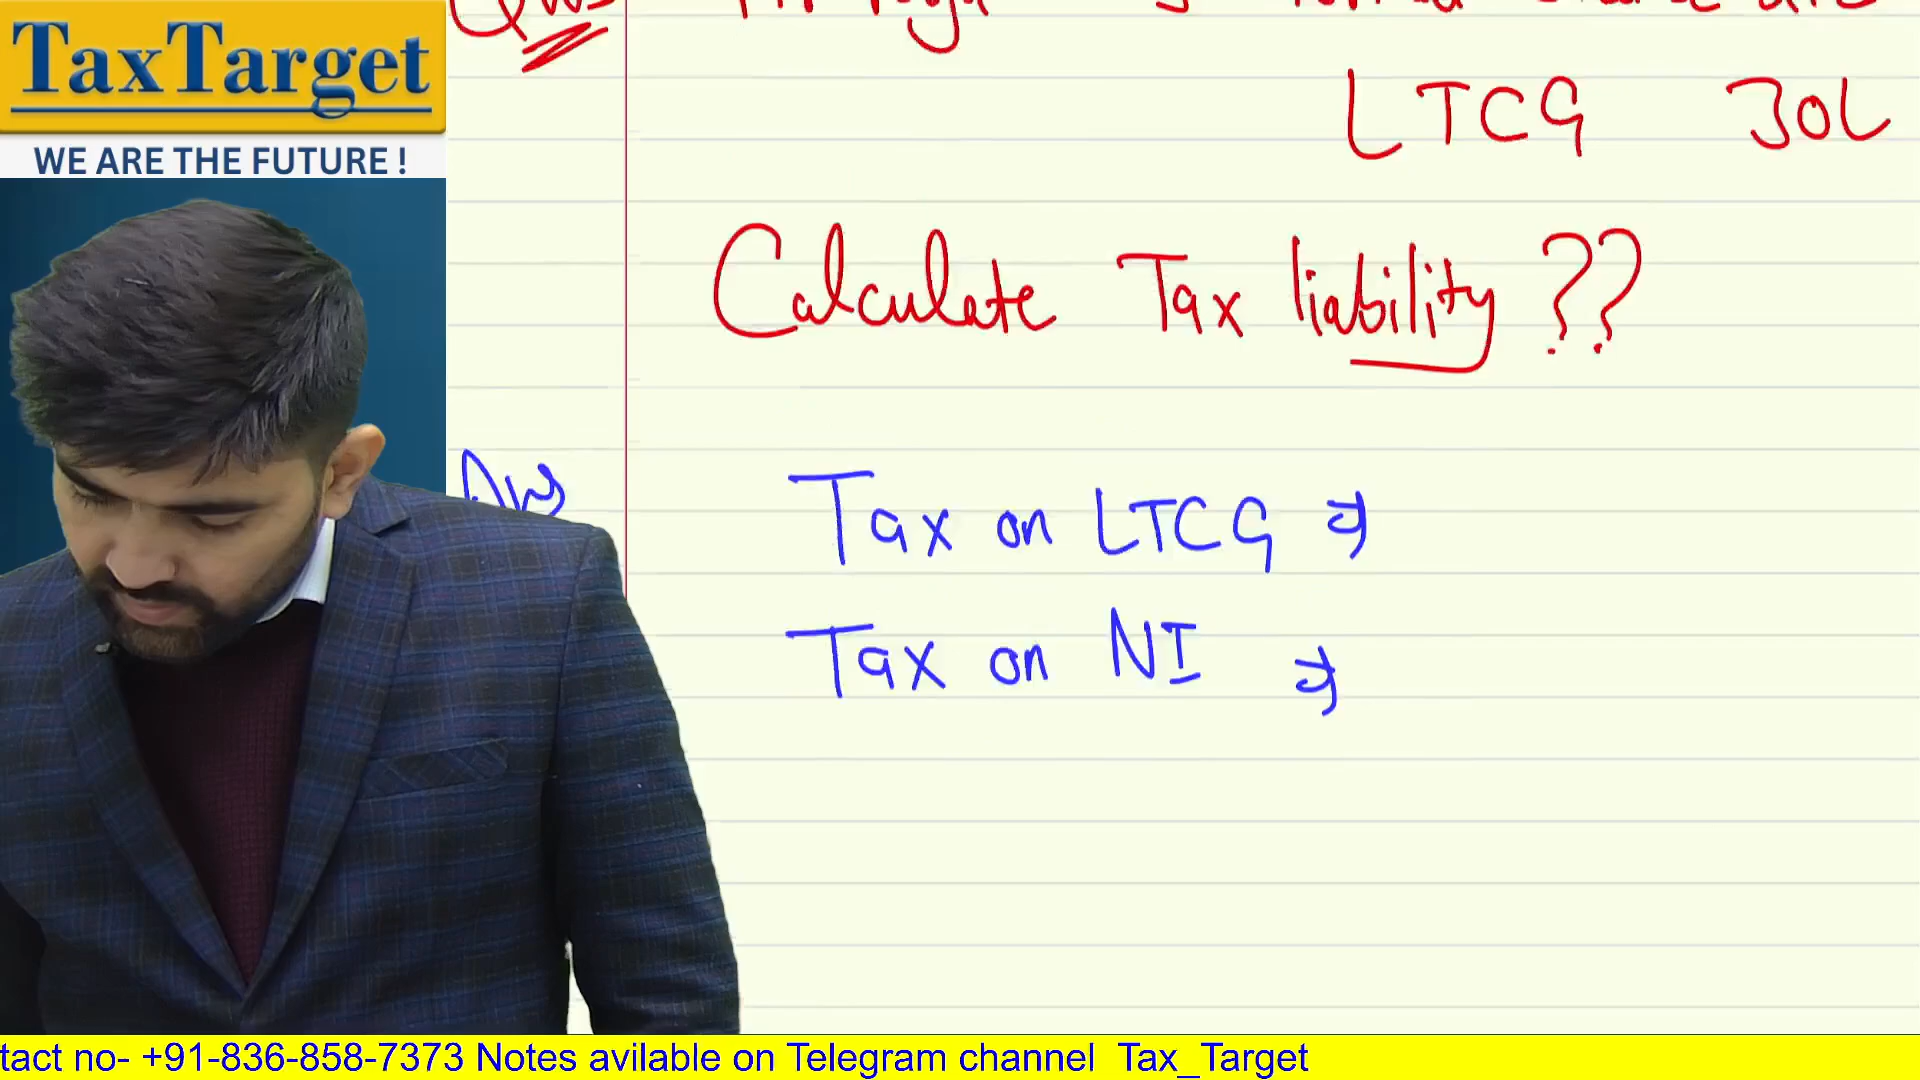 TaxTarget
WE ARE THE FUTURE !
LTCG 30L
Calculate Tax liability ??
Ans
Tax on LTCG ⇒
Tax on NI ⇒
tact no- +91-836-858-7373 Notes avilable on Telegram channel Tax_Target